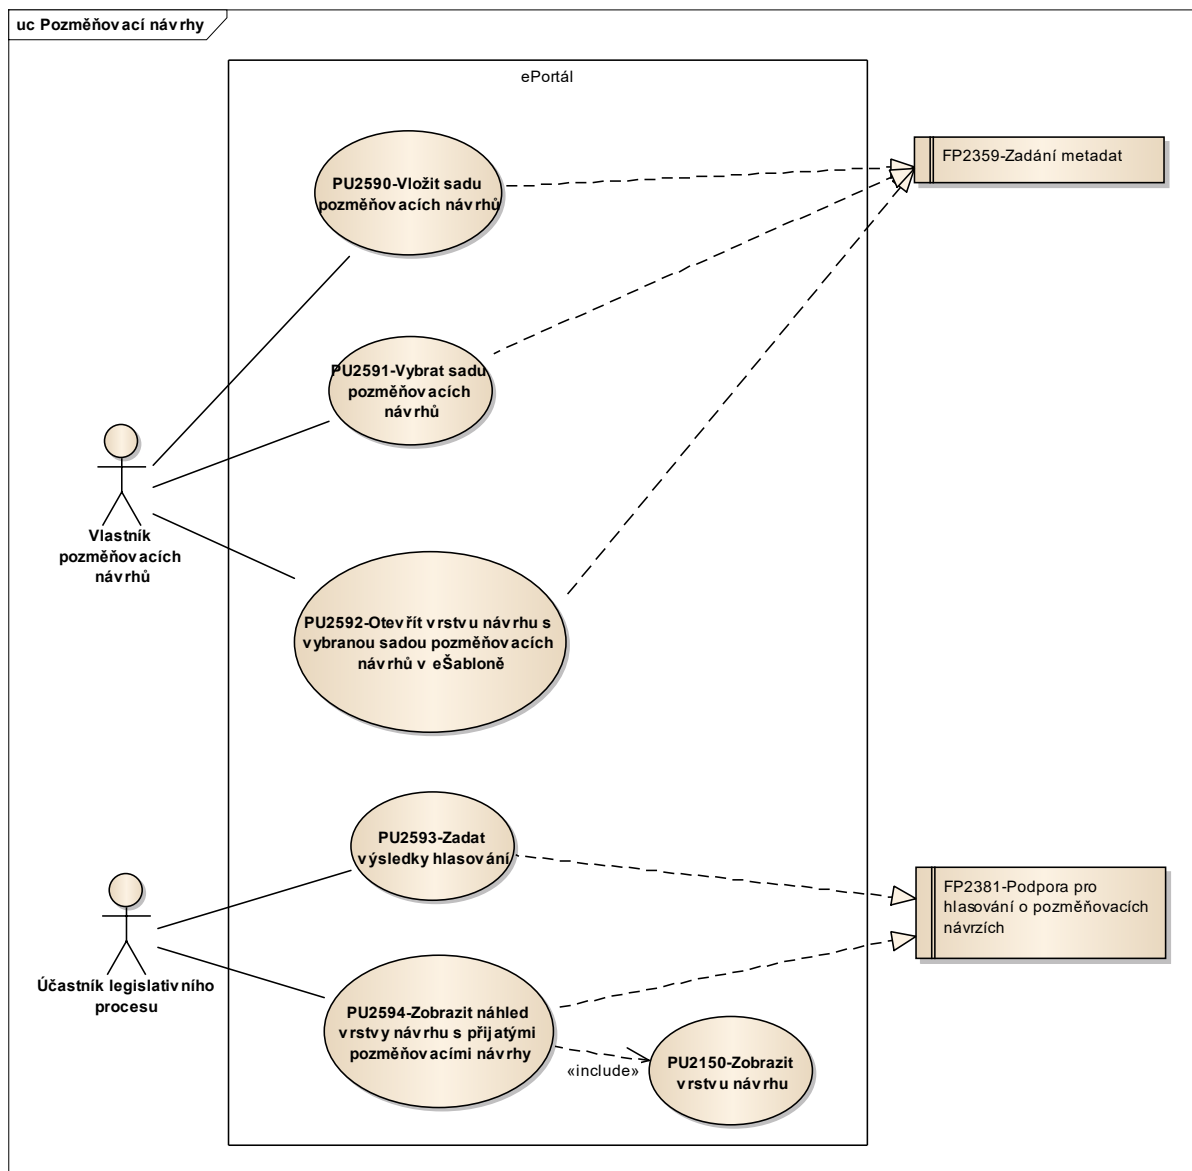 uc Pozměňovací návrhy
ePortál
PU2590-Vložit sadu
pozměňovacích návrhů
FP2359-Zadání metadat
PU2591-Vybrat sadu
pozměňovacích
návrhů
Vlastník
pozměňovacích
návrhů
PU2592-Otevřít vrstvu návrhu s
vybranou sadou pozměňovacích
návrhů v eŠabloně
PU2593-Zadat
výsledky hlasování
FP2381-Podpora pro
hlasování o pozměňovacích
návrzích
Účastník legislativního
procesu
PU2594-Zobrazit náhled
vrstvy návrhu s přijatými
pozměňovacími návrhy
«include»
PU2150-Zobrazit
vrstvu návrhu